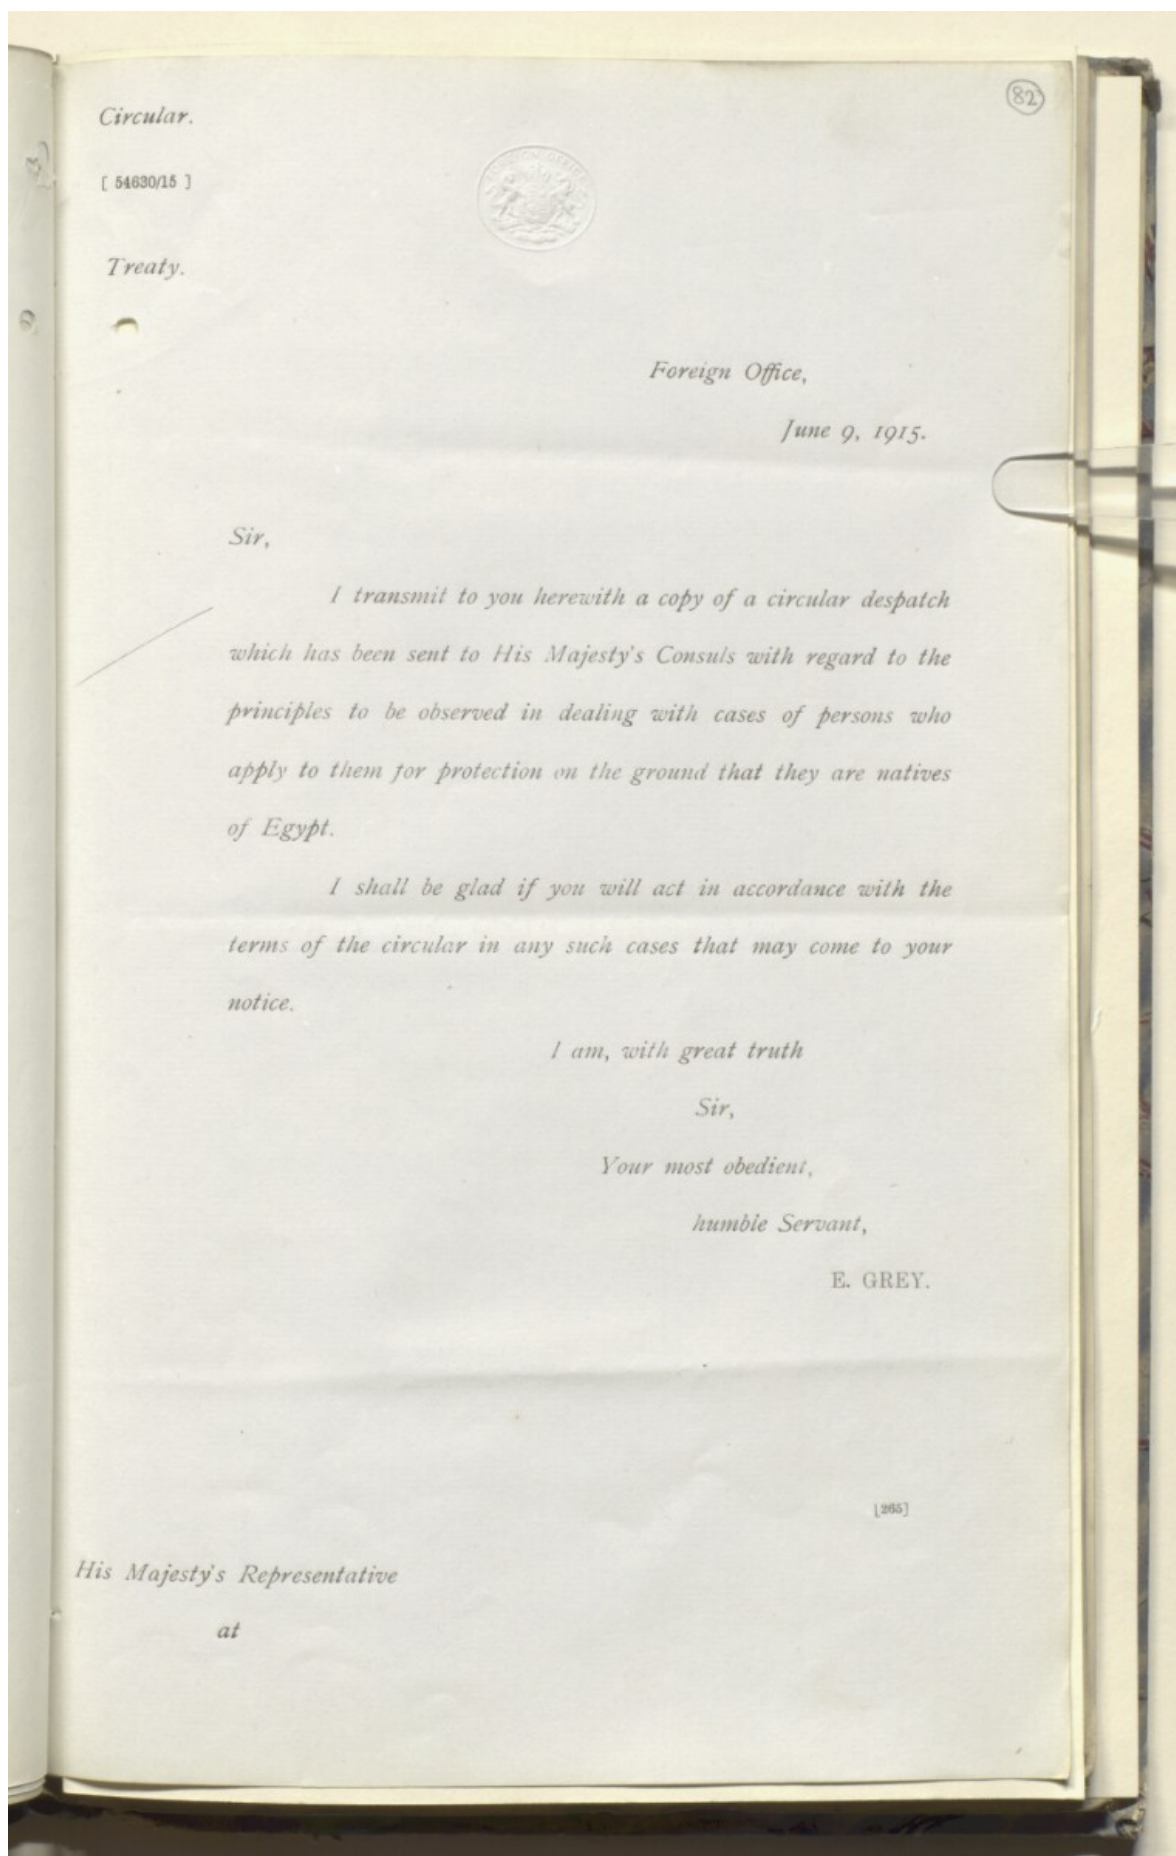 82
Circular.
[ 54630/15 ]
FOREIGN OFFICE
Treaty.
Foreign Office,
June 9, 1915.
Sir,
I transmit to you herewith a copy of a circular despatch
which has been sent to His Majesty's Consuls with regard to the
principles to be observed in dealing with cases of persons who
apply to them for protection on the ground that they are natives
of Egypt.
I shall be glad if you will act in accordance with the
terms of the circular in any such cases that may come to your
notice.
I am, with great truth
Sir,
Your most obedient,
humble Servant,
E. GREY.
[265]
His Majesty's Representative
at